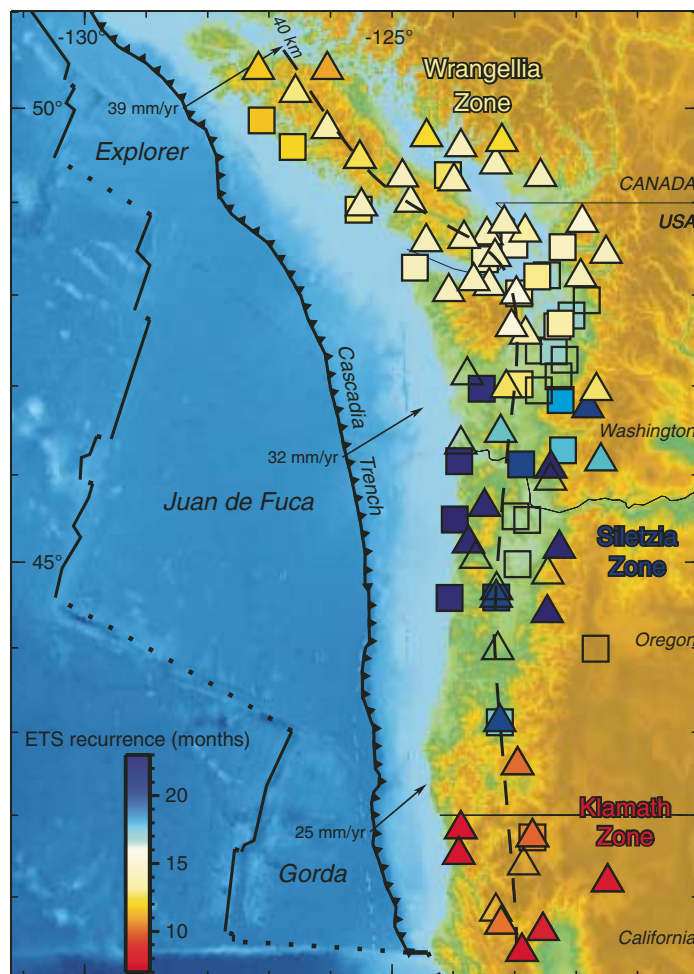 -130°
-125°
40 km
Wrangellia
Zone
50°
39 mm/yr
Explorer
CANADA
USA
Cascadia
Trench
Washington
32 mm/yr
Juan de Fuca
Siletzia
Zone
45°
Oregon
ETS recurrence (months)
20
15
10
25 mm/yr
Klamath
Zone
Gorda
California